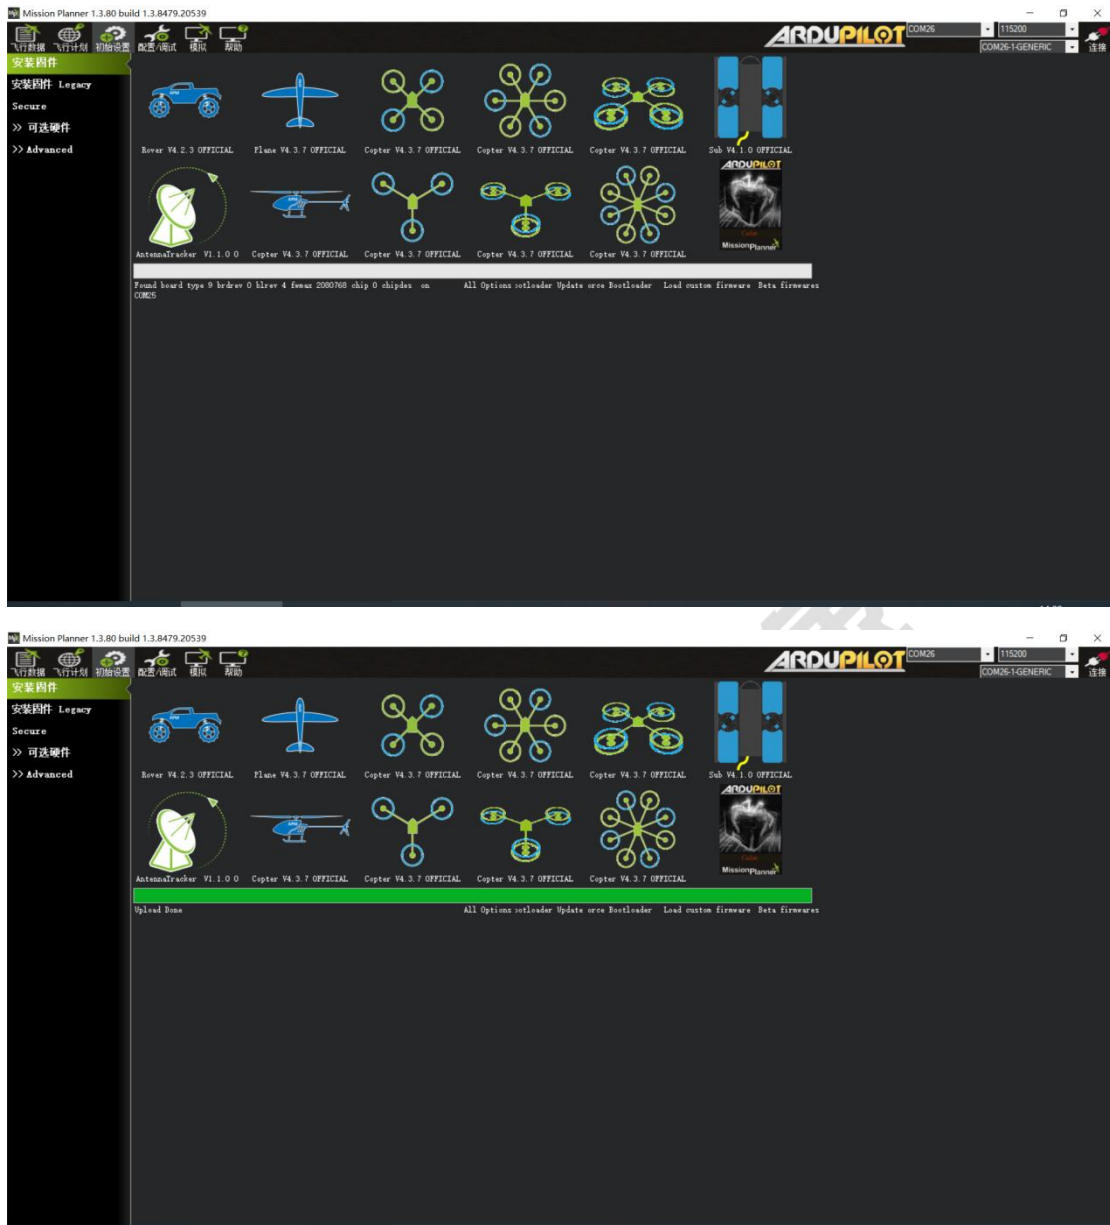 Mission Planner 1.3.80 build 1.3.8479.20539
飞行数据 飞行计划 初始设置 配置/调试 模拟 帮助
ARDUPILOT
COM26 115200
COM26-1-GENERIC 连接
安装固件
安装固件 Legacy
Secure
>> 可选硬件
>> Advanced
Rover V4.2.3 OFFICIAL Plane V4.3.7 OFFICIAL Copter V4.3.7 OFFICIAL Copter V4.3.7 OFFICIAL Copter V4.3.7 OFFICIAL Sub V4.1.0 OFFICIAL
ARDUPILOT
Cube
MissionPlanner
AntennaTracker V1.1.0 0 Copter V4.3.7 OFFICIAL Copter V4.3.7 OFFICIAL Copter V4.3.7 OFFICIAL Copter V4.3.7 OFFICIAL
Found board type 9 brdrev 0 blrev 4 fwmax 2080768 chip 0 chipdes on All Options ootloader Update orce Bootloader Load custom firmware Beta firmwares
COM25
Mission Planner 1.3.80 build 1.3.8479.20539
飞行数据 飞行计划 初始设置 配置/调试 模拟 帮助
ARDUPILOT
COM26 115200
COM26-1-GENERIC 连接
安装固件
安装固件 Legacy
Secure
>> 可选硬件
>> Advanced
Rover V4.2.3 OFFICIAL Plane V4.3.7 OFFICIAL Copter V4.3.7 OFFICIAL Copter V4.3.7 OFFICIAL Copter V4.3.7 OFFICIAL Sub V4.1.0 OFFICIAL
ARDUPILOT
Cube
MissionPlanner
AntennaTracker V1.1.0 0 Copter V4.3.7 OFFICIAL Copter V4.3.7 OFFICIAL Copter V4.3.7 OFFICIAL Copter V4.3.7 OFFICIAL
Upload Done All Options ootloader Update orce Bootloader Load custom firmware Beta firmwares